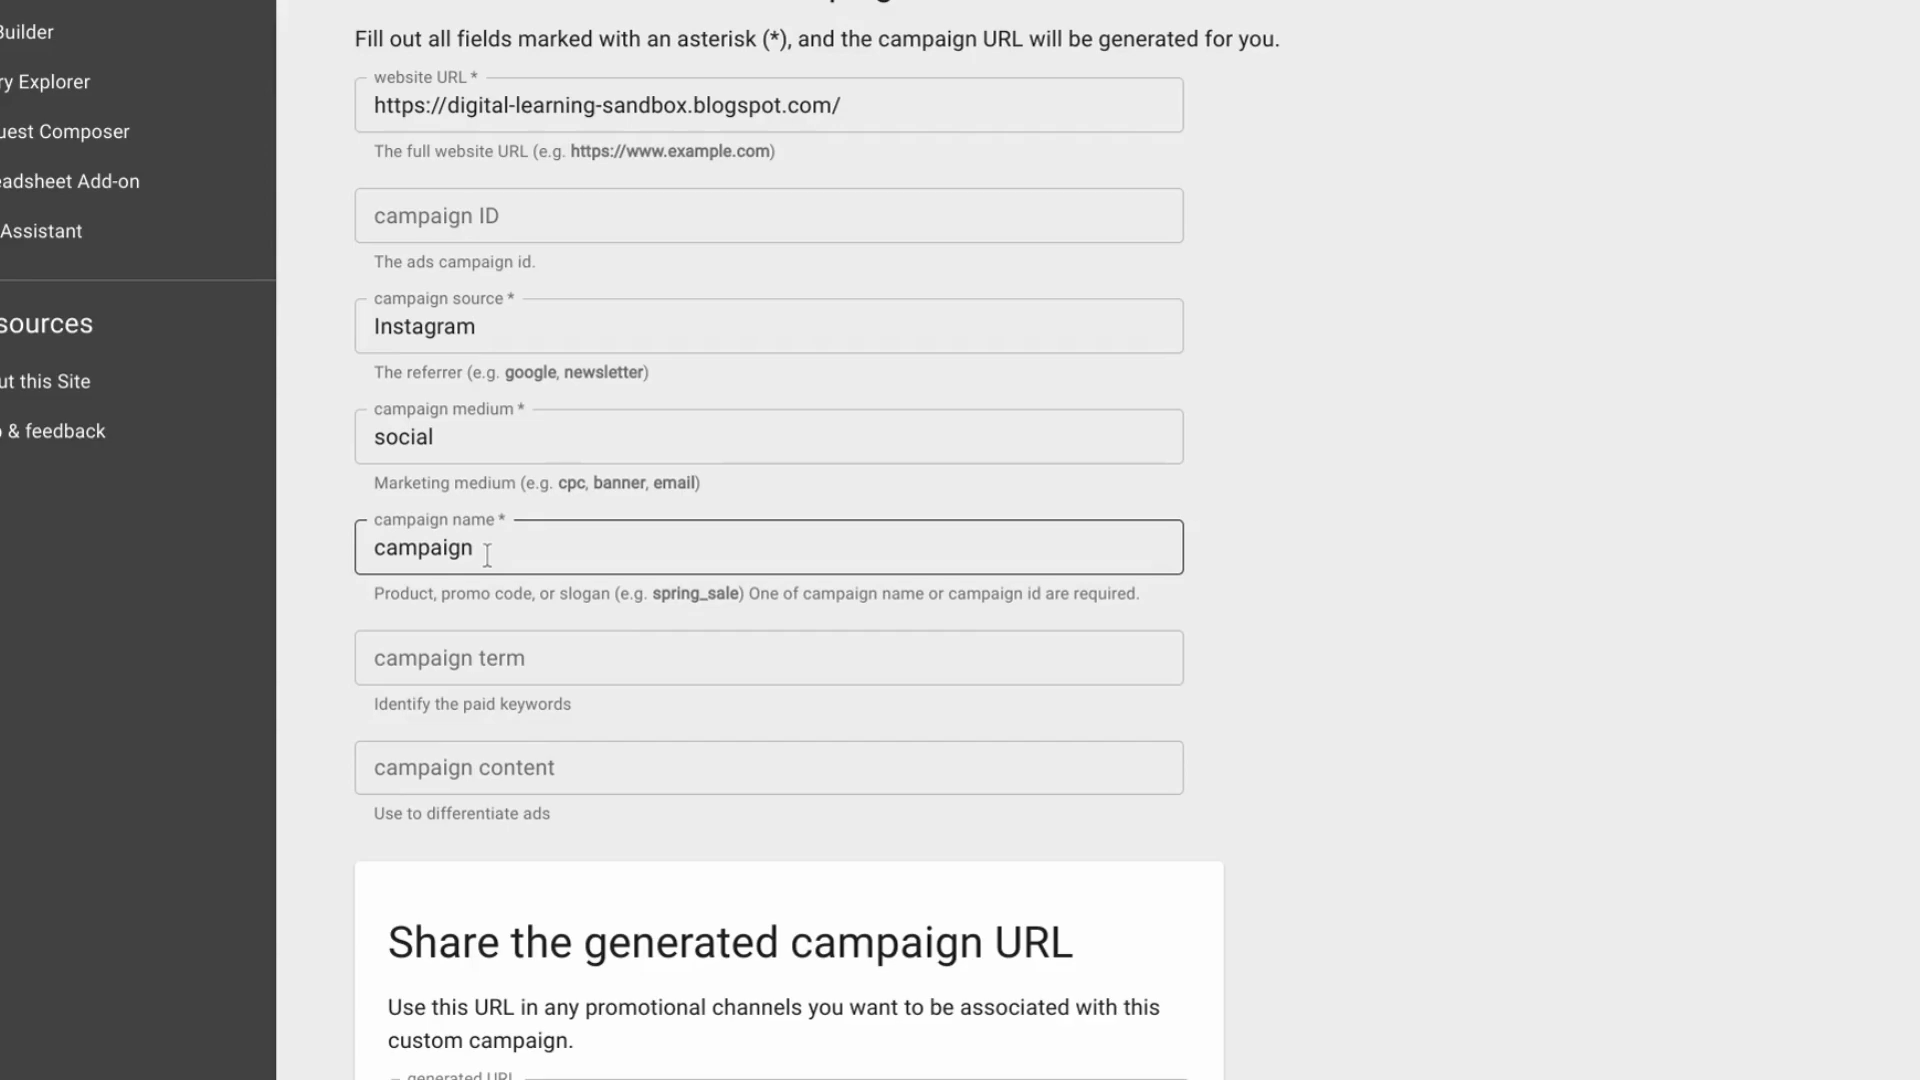 Builder
ry Explorer
uest Composer
eadsheet Add-on
Assistant
sources
ut this Site
& feedback
Fill out all fields marked with an asterisk (*), and the campaign URL will be generated for you.
website URL *
https://digital-learning-sandbox.blogspot.com/
The full website URL (e.g. https://www.example.com)
campaign ID
The ads campaign id.
campaign source *
Instagram
The referrer (e.g. google, newsletter)
campaign medium *
social
Marketing medium (e.g. cpc, banner, email)
campaign name *
campaign
Product, promo code, or slogan (e.g. spring_sale) One of campaign name or campaign id are required.
campaign term
Identify the paid keywords
campaign content
Use to differentiate ads
Share the generated campaign URL
Use this URL in any promotional channels you want to be associated with this
custom campaign.
generated URL